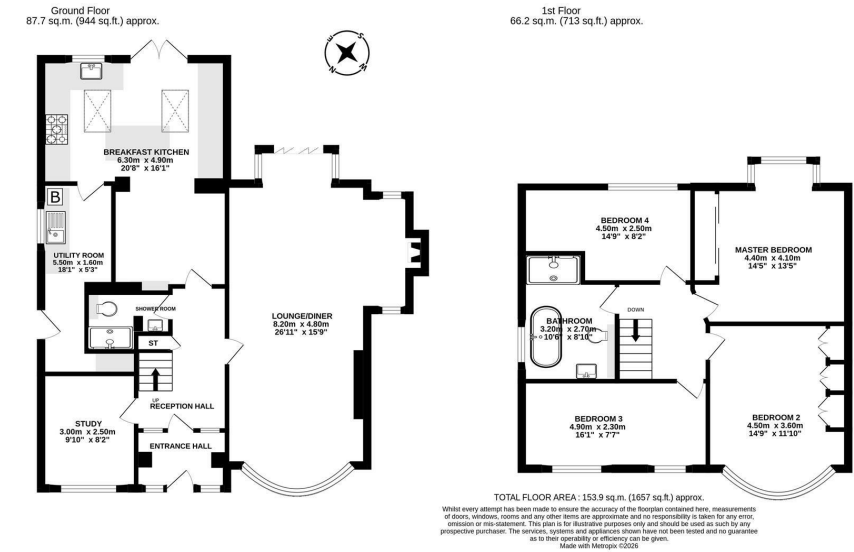 Ground Floor
87.7 sq.m. (944 sq.ft.) approx.
1st Floor
66.2 sq.m. (713 sq.ft.) approx.
E
S
N
W
BREAKFAST KITCHEN
6.30m x 4.90m
20'8" x 16'1"
B
UTILITY ROOM
5.50m x 1.60m
18'1" x 5'3"
SHOWER ROOM
ST
UP
RECEPTION HALL
LOUNGE/DINER
8.20m x 4.80m
26'11" x 15'9"
STUDY
3.00m x 2.50m
9'10" x 8'2"
ENTRANCE HALL
BEDROOM 4
4.50m x 2.50m
14'9" x 8'2"
MASTER BEDROOM
4.40m x 4.10m
14'5" x 13'5"
BATHROOM
3.20m x 2.70m
10'6" x 8'10"
DOWN
BEDROOM 3
4.90m x 2.30m
16'1" x 7'7"
BEDROOM 2
4.50m x 3.60m
14'9" x 11'10"
TOTAL FLOOR AREA : 153.9 sq.m. (1657 sq.ft.) approx.
Whilst every attempt has been made to ensure the accuracy of the floorplan contained here, measurements
of doors, windows, rooms and any other items are approximate and no responsibility is taken for any error,
omission or mis-statement. This plan is for illustrative purposes only and should be used as such by any
prospective purchaser. The services, systems and appliances shown have not been tested and no guarantee
as to their operability or efficiency can be given.
Made with Metropix ©2026